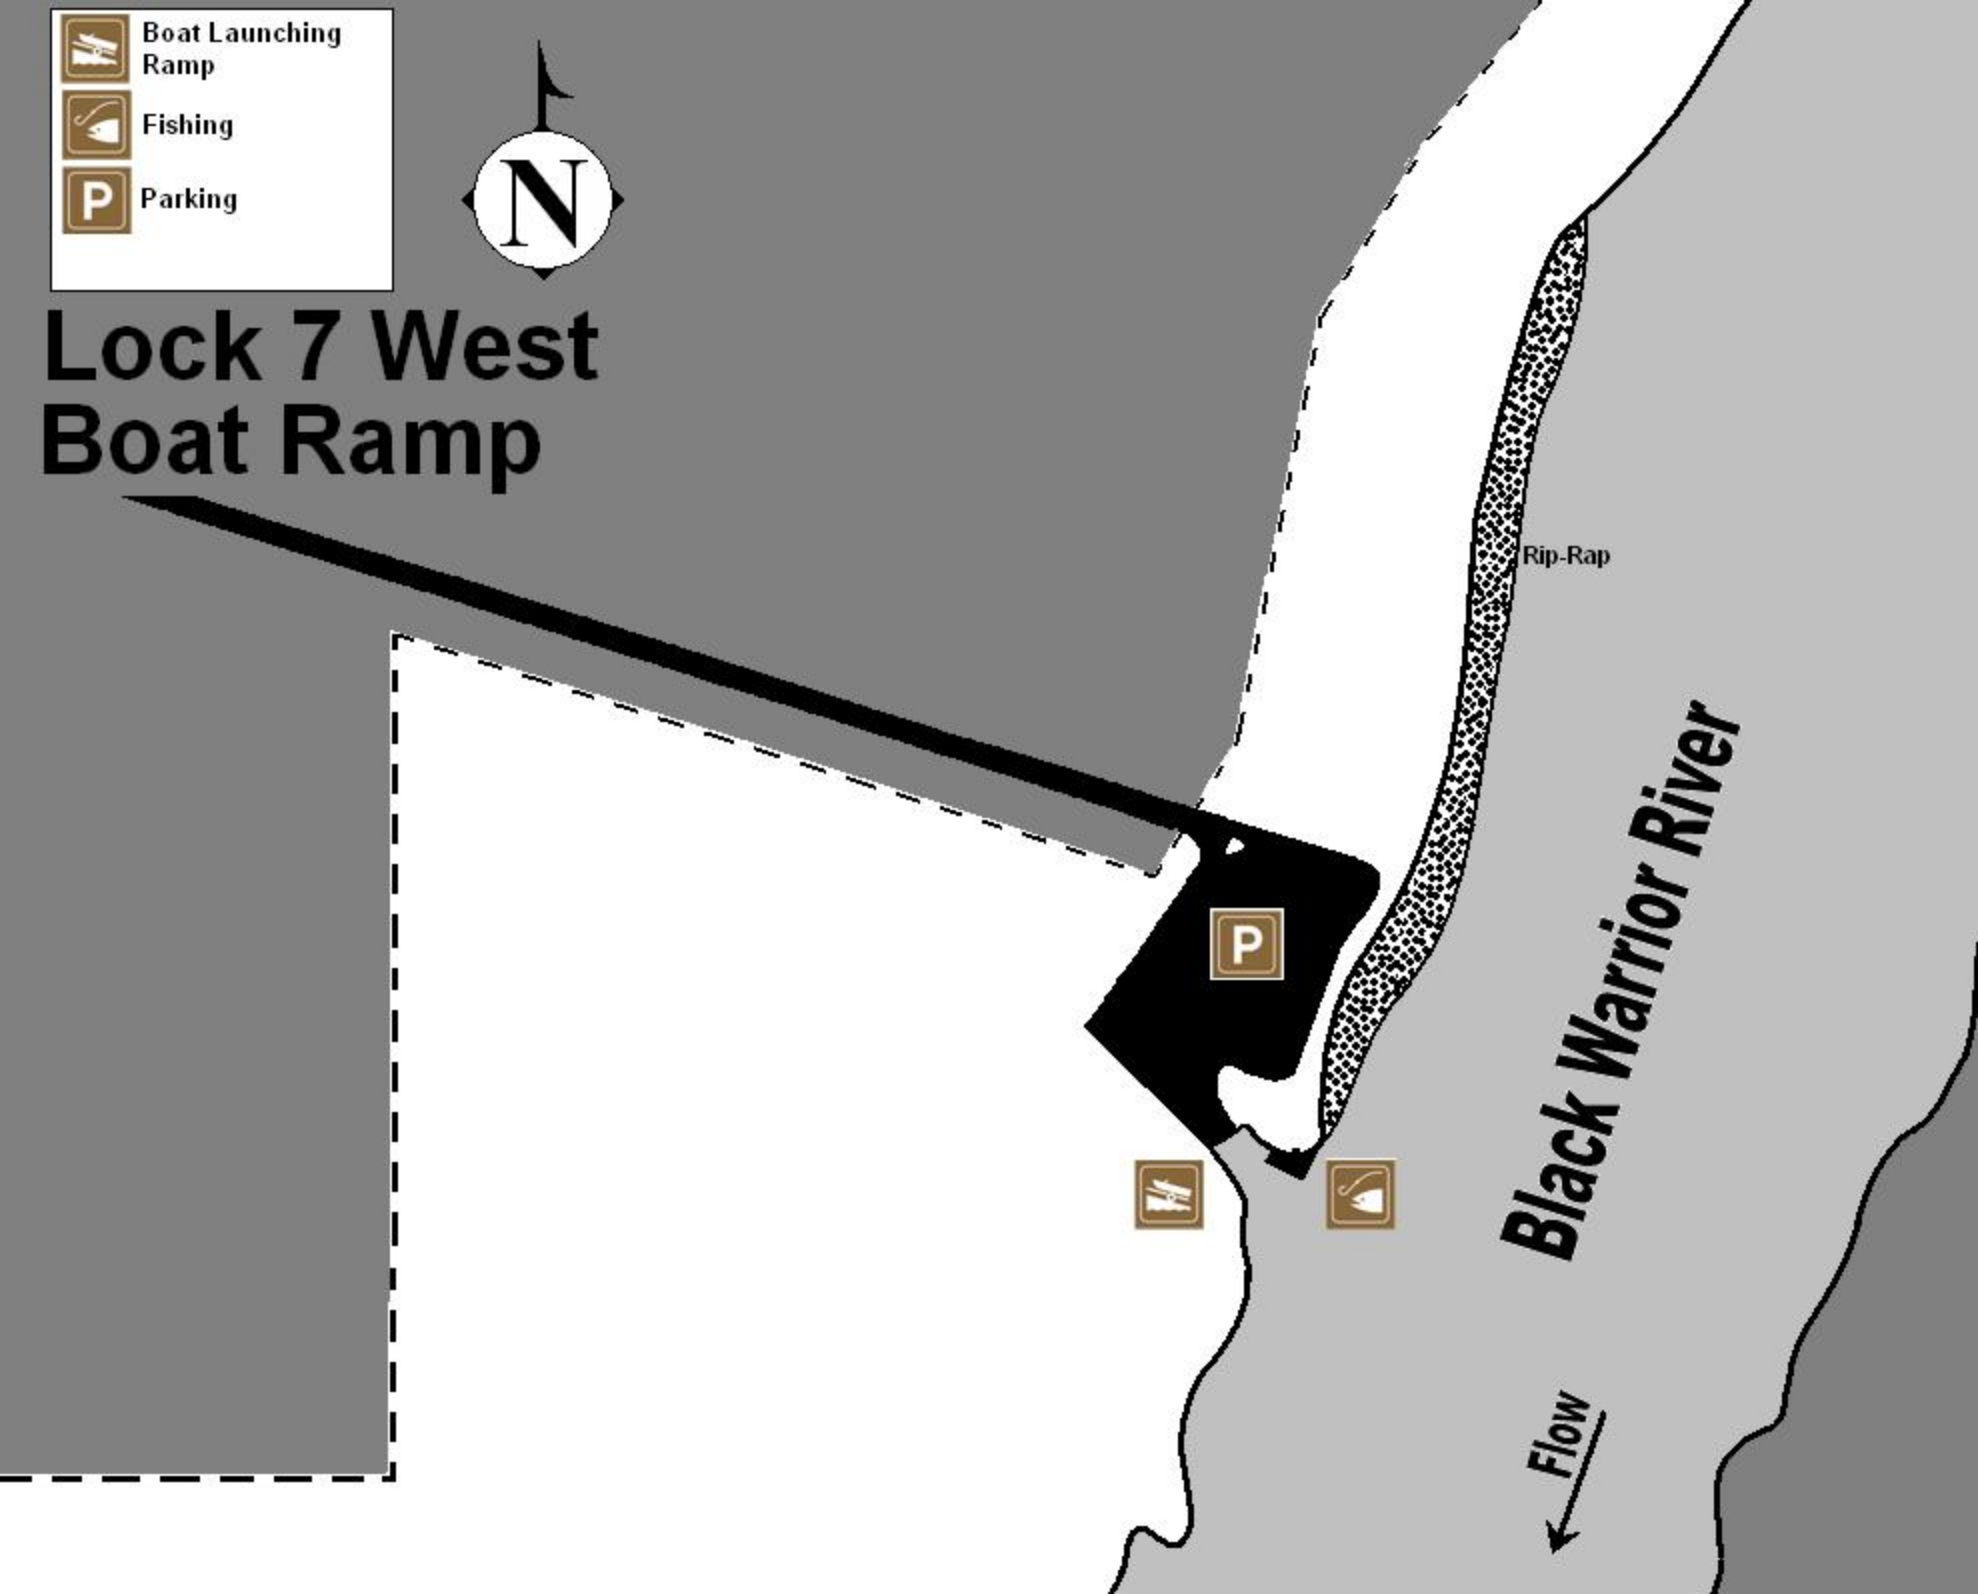 Boat Launching
Ramp
Fishing
P
Parking
N
Lock 7 West
Boat Ramp
Rip-Rap
P
Black Warrior River
Flow